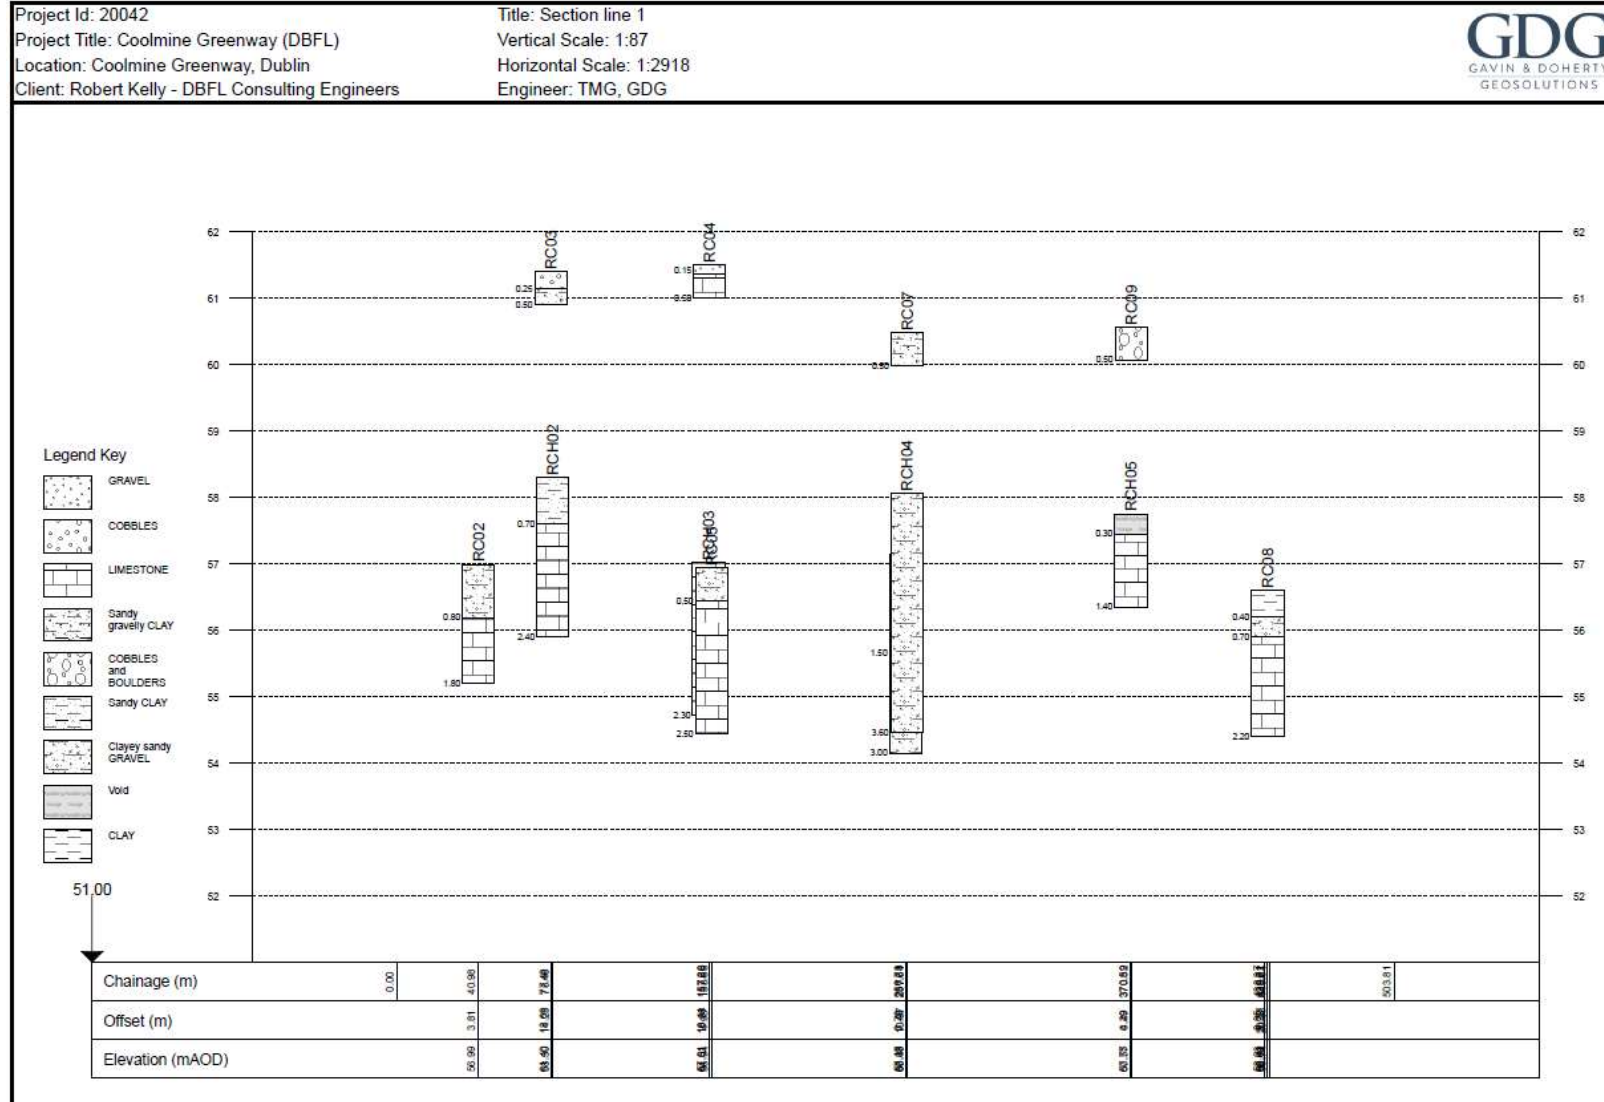 Project Id: 20042
Project Title: Coolmine Greenway (DBFL)
Location: Coolmine Greenway, Dublin
Client: Robert Kelly - DBFL Consulting Engineers
Title: Section line 1
Vertical Scale: 1:87
Horizontal Scale: 1:2918
Engineer: TMG, GDG
GDG
GAVIN & DOHERTY
GEOSOLUTIONS
62
62
61
61
60
60
59
59
58
58
57
57
56
56
55
55
54
54
53
53
52
52
RC03
0.25
0.50
RC04
0.15
RC07
RC09
0.50
RCH02
0.70
2.40
RC02
0.80
1.80
RCH03
0.50
2.30
2.50
RCH04
1.50
3.60
3.00
RCH05
0.30
1.40
RC08
0.40
0.70
2.20
Legend Key
GRAVEL
COBBLES
LIMESTONE
Sandy
gravelly CLAY
COBBLES
and
BOULDERS
Sandy CLAY
Clayey sandy
GRAVEL
Void
CLAY
51.00
Chainage (m)
0.00
40.98
370.59
503.81
Offset (m)
3.81
Elevation (mAOD)
56.99